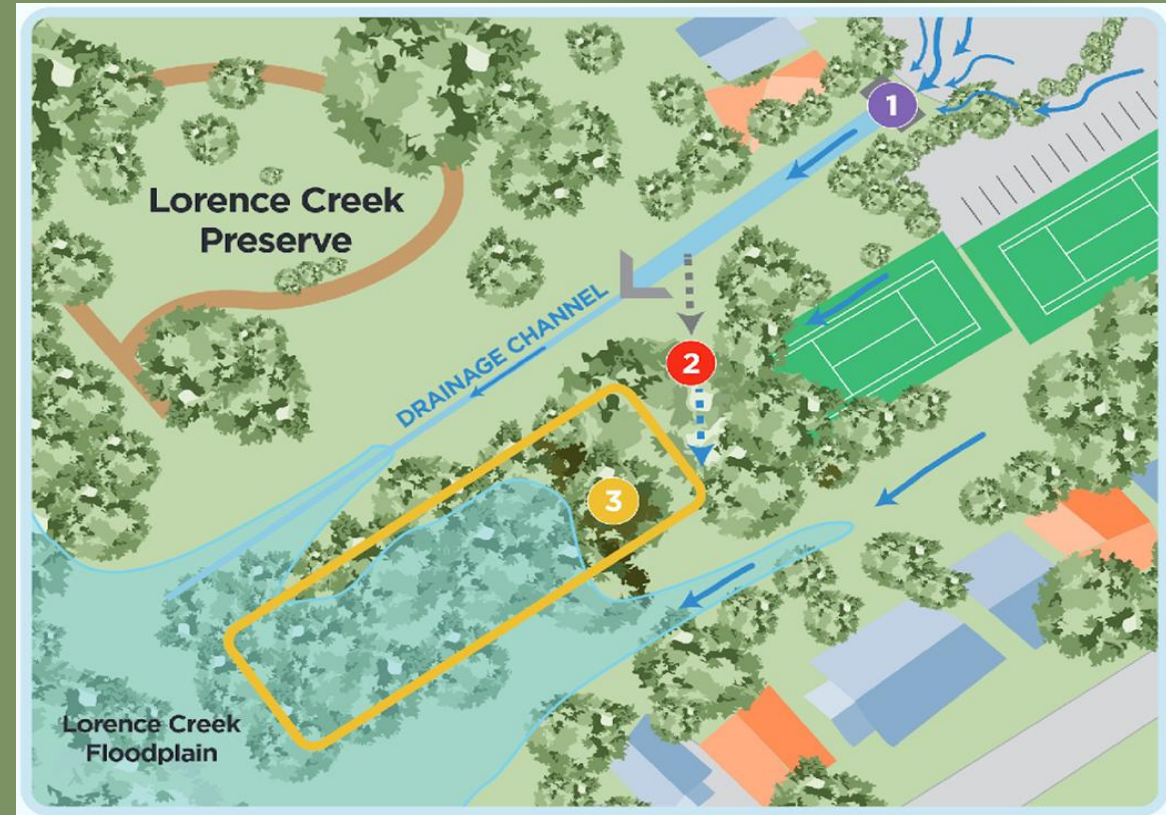 1
Lorence Creek
Preserve
DRAINAGE CHANNEL
2
3
Lorence Creek
Floodplain